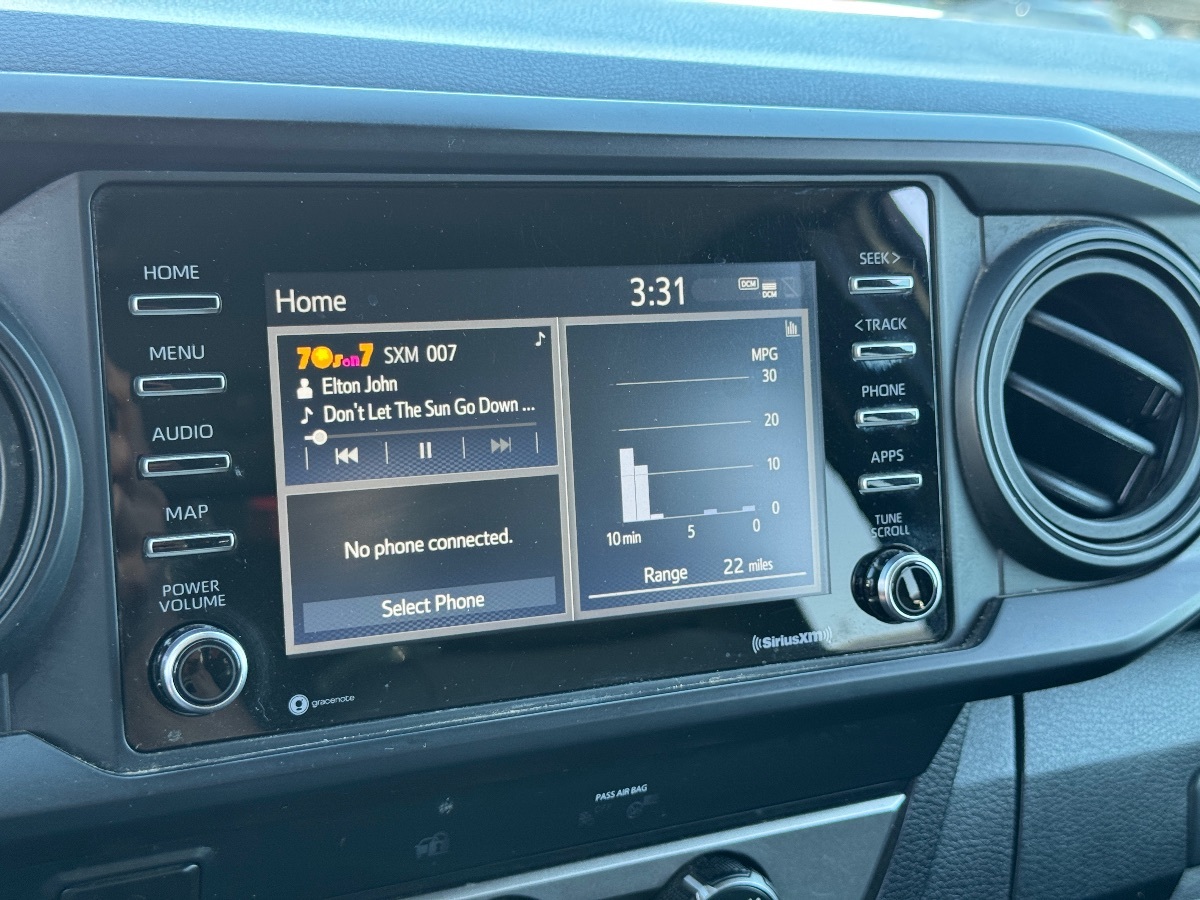 HOME
MENU
AUDIO
MAP
POWER
VOLUME
Home
3:31
DCM
DCM
70s on 7 SXM 007
Elton John
Don't Let The Sun Go Down ...
No phone connected.
Select Phone
MPG
30
20
10
0
10 min 5 0
Range 22 miles
SEEK >
< TRACK
PHONE
APPS
TUNE
SCROLL
gracenote
((SiriusXM))
PASS AIR BAG